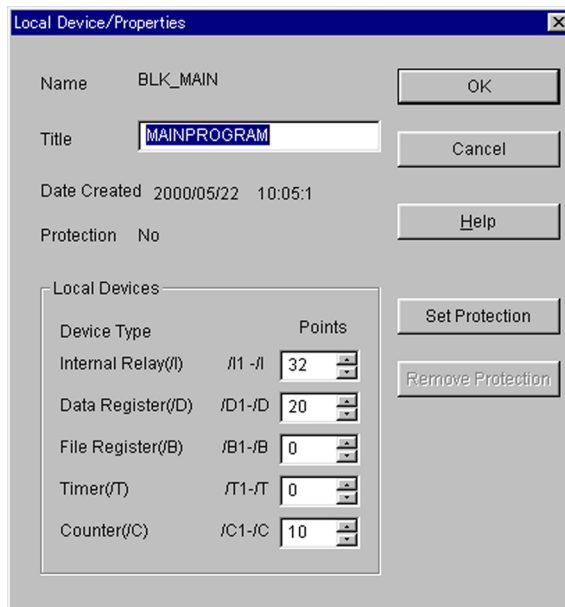 Local Device/Properties
Name BLK_MAIN
OK
Title MAINPROGRAM
Cancel
Date Created 2000/05/22 10:05:1
Help
Protection No
Local Devices
Set Protection
Device Type Points
Internal Relay(/I) /I1 -/I 32
Remove Protection
Data Register(/D) /D1-/D 20
File Register(/B) /B1-/B 0
Timer(/T) /T1-/T 0
Counter(/C) /C1-/C 10